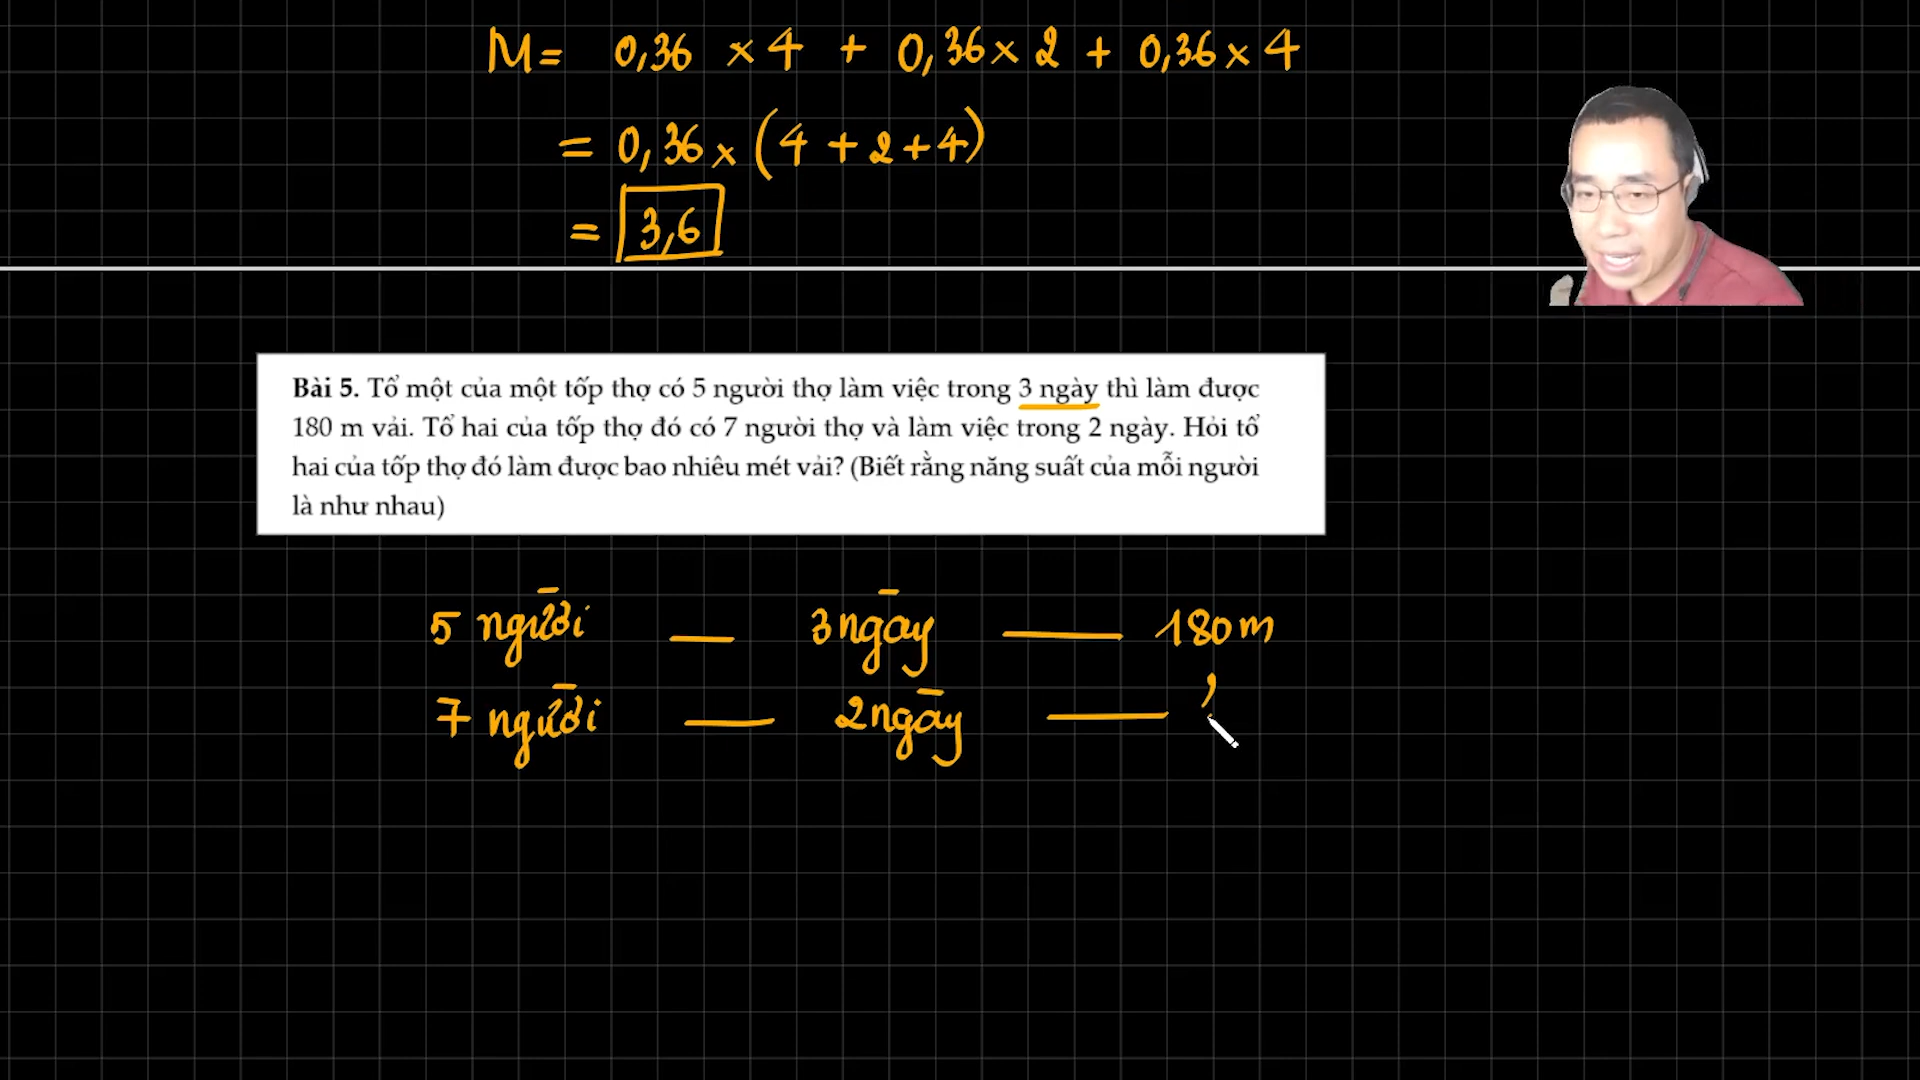 M = 0,36 × 4 + 0,36 × 2 + 0,36 × 4
= 0,36 × (4 + 2 + 4)
= 3,6
Bài 5. Tổ một của một tốp thợ có 5 người thợ làm việc trong 3 ngày thì làm được
180 m vải. Tổ hai của tốp thợ đó có 7 người thợ và làm việc trong 2 ngày. Hỏi tổ
hai của tốp thợ đó làm được bao nhiêu mét vải? (Biết rằng năng suất của mỗi người
là như nhau)
5 người — 3 ngày — 180 m
7 người — 2 ngày — ?